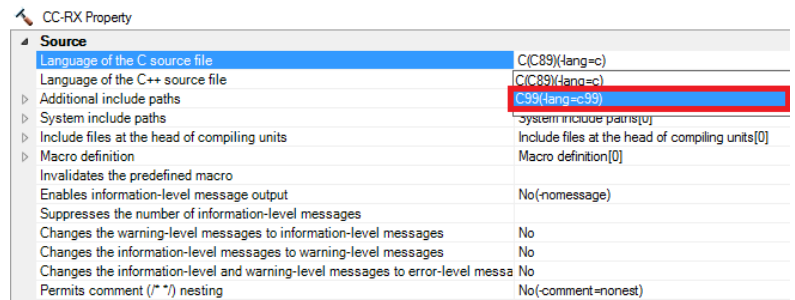 CC-RX Property
Source
Language of the C source file C(C89)(-lang=c)
Language of the C++ source file C(C89)(-lang=c)
Additional include paths C99(-lang=c99)
System include paths System include paths[0]
Include files at the head of compiling units Include files at the head of compiling units[0]
Macro definition Macro definition[0]
Invalidates the predefined macro
Enables information-level message output No(-nomessage)
Suppresses the number of information-level messages
Changes the warning-level messages to information-level messages No
Changes the information-level messages to warning-level messages No
Changes the information-level and warning-level messages to error-level messa No
Permits comment (/* */) nesting No(-comment=nonest)